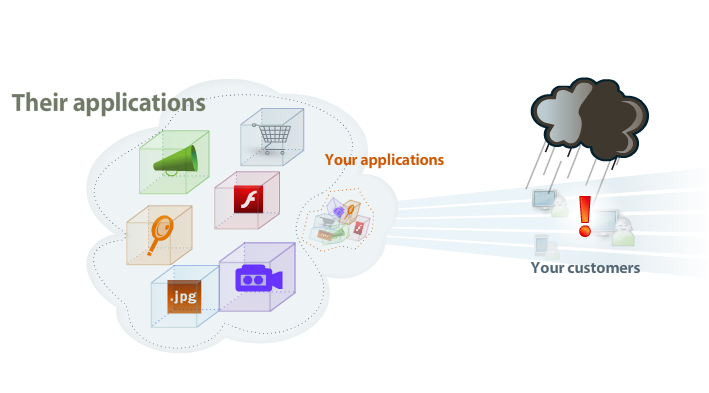 Their applications
Your applications
.jpg
Your customers